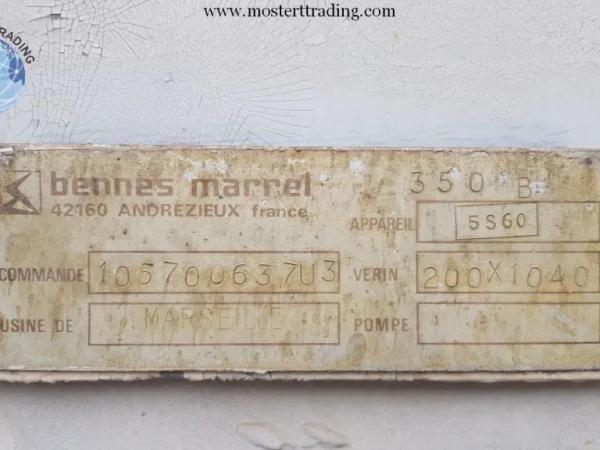 www.mosterttrading.com
TRADING
bennes marrel
42160 ANDREZIEUX france
350 B
APPAREIL 5S60
COMMANDE 105700637U3
VERIN 200X1040
USINE DE MARSEILLE
POMPE